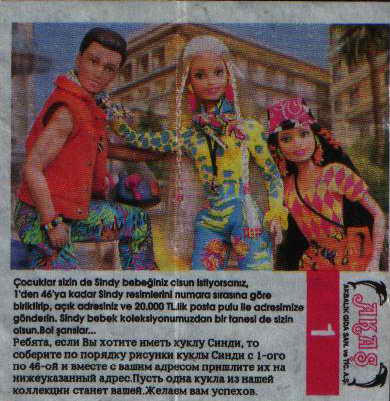 Çocuklar sizin de Sindy bebeğiniz olsun istiyorsanız,
1'den 46'ya kadar Sindy resimlerini numara sırasına göre
biriktirip, açık adresiniz ve 20.000 TL.lik posta pulu ile adresimize
gönderin. Sindy bebek koleksiyonumuzdan bir tanesi de sizin
olsun.Bol şanslar...
Ребята, если Вы хотите иметь куклу Синди, то
соберите по порядку рисунки куклы Синди с 1-ого
по 46-ой и вместе с вашим адресом пришлите их на
нижеуказанный адрес.Пусть одна кукла из нашей
коллекции станет вашей.Желаем вам успехов.
1
AKBALIK GIDA SAN. ve TİC. A.Ş.